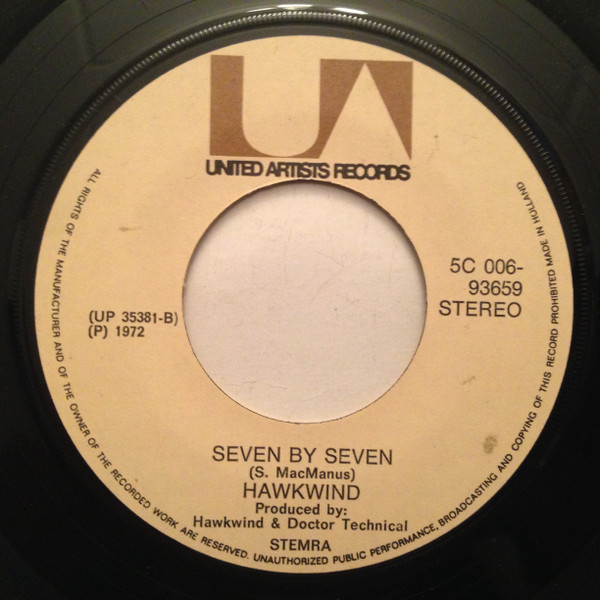 UA
UNITED ARTISTS RECORDS
5C 006-
93659
STEREO
(UP 35381-B)
(P) 1972
SEVEN BY SEVEN
(S. MacManus)
HAWKWIND
Produced by:
Hawkwind & Doctor Technical
STEMRA
ALL RIGHTS OF THE MANUFACTURER AND OF THE OWNER OF THE RECORDED WORK ARE RESERVED. UNAUTHORIZED PUBLIC PERFORMANCE, BROADCASTING AND COPYING OF THIS RECORD PROHIBITED MADE IN HOLLAND